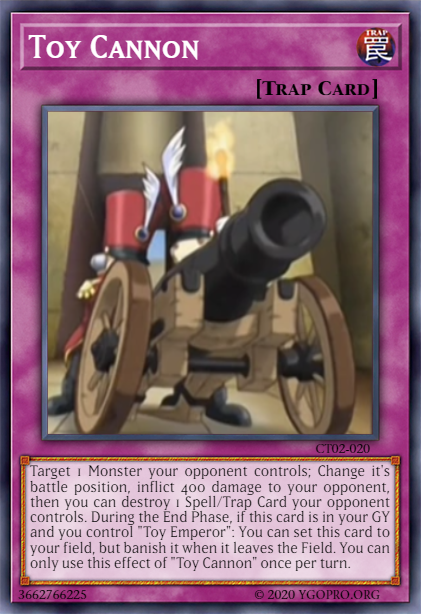 TOY CANNON
TRAP
罠
[TRAP CARD]
CT02-020
Target 1 Monster your opponent controls; Change it's
battle position, inflict 400 damage to your opponent,
then you can destroy 1 Spell/Trap Card your opponent
controls. During the End Phase, if this card is in your GY
and you control "Toy Emperor": You can set this card to
your field, but banish it when it leaves the Field. You can
only use this effect of "Toy Cannon" once per turn.
3662766225
© 2020 YGOPRO.ORG